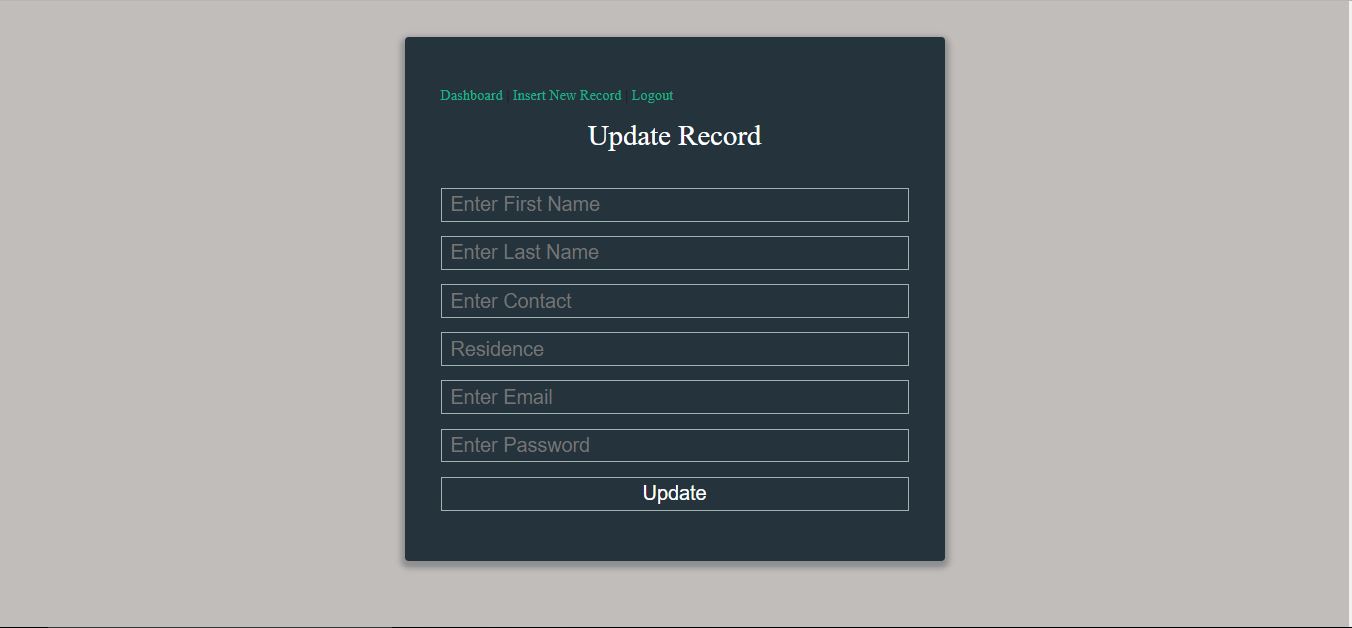 Dashboard | Insert New Record | Logout
Update Record
Enter First Name
Enter Last Name
Enter Contact
Residence
Enter Email
Enter Password
Update